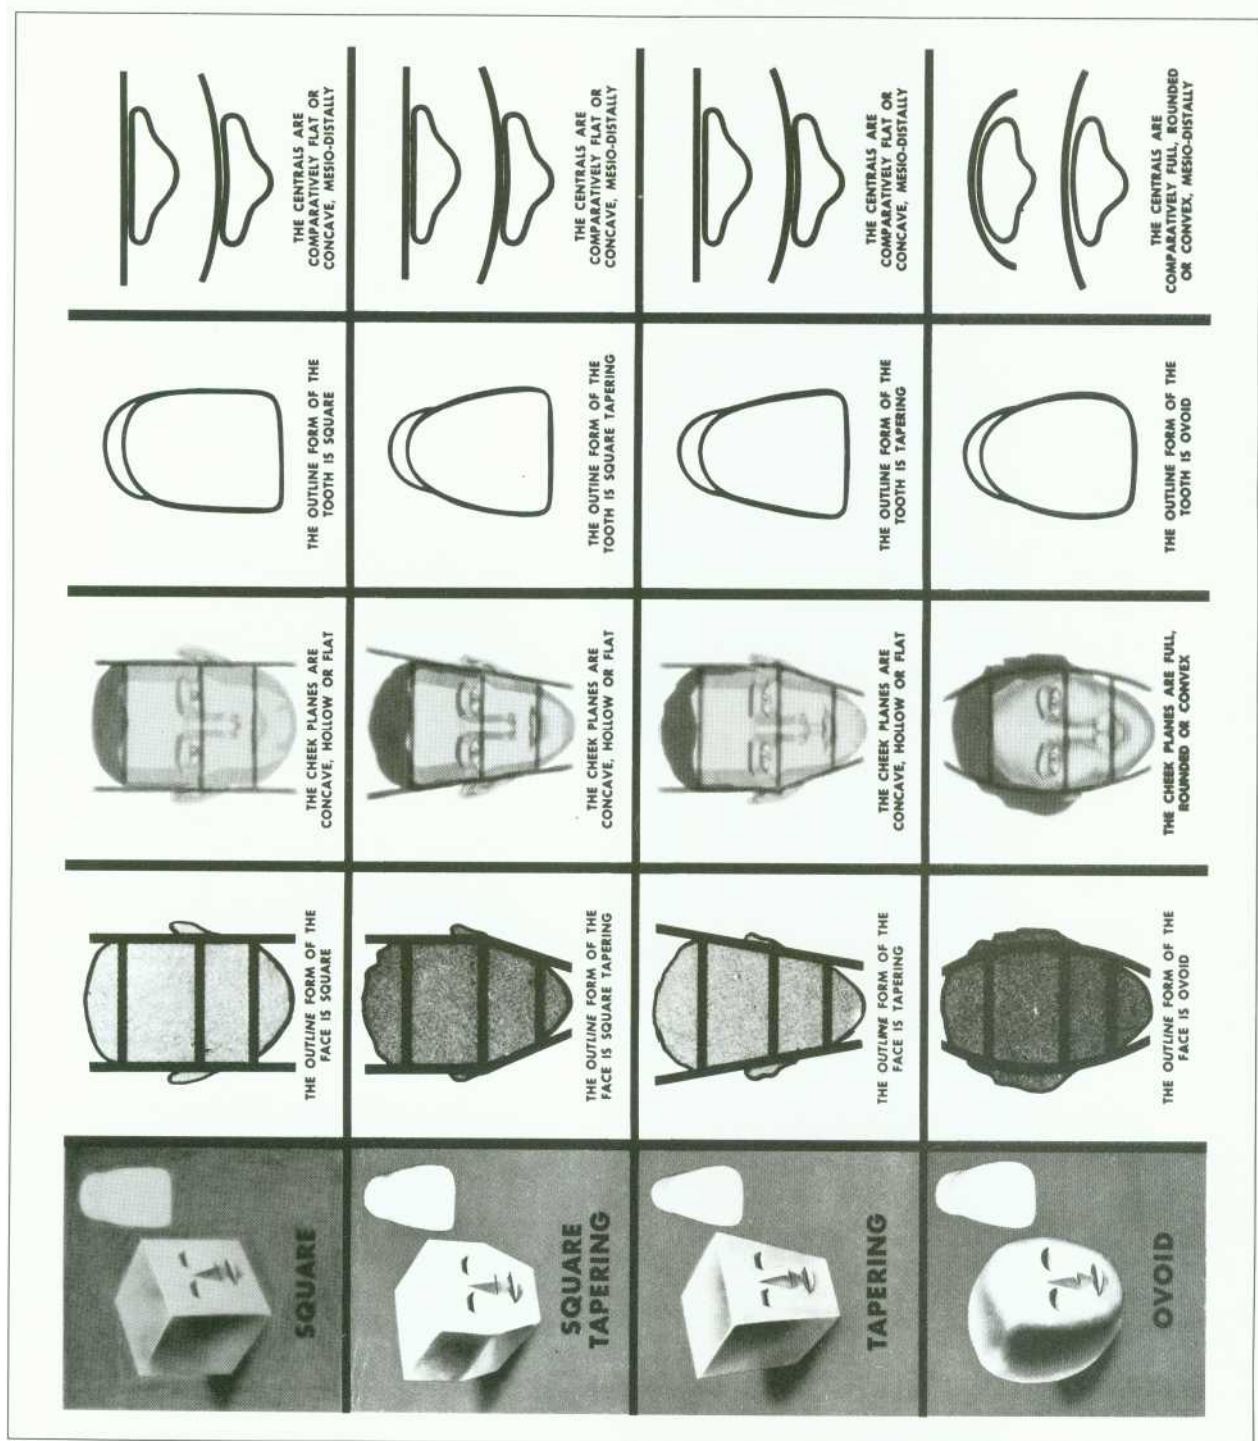 SQUARE
THE OUTLINE FORM OF THE
FACE IS SQUARE
THE CHEEK PLANES ARE
CONCAVE, HOLLOW OR FLAT
THE OUTLINE FORM OF THE
TOOTH IS SQUARE
THE CENTRALS ARE
COMPARATIVELY FLAT OR
CONCAVE, MESIO-DISTALLY
SQUARE
TAPERING
THE OUTLINE FORM OF THE
FACE IS SQUARE TAPERING
THE CHEEK PLANES ARE
CONCAVE, HOLLOW OR FLAT
THE OUTINE FORM OF THE
TOOTH IS SQUARE TAPERING
THE CENTRALS ARE
COMPARATIVELY FLAT OR
CONCAVE, MESIO-DISTALLY
TAPERING
THE OUTLINE FORM OF THE
FACE IS TAPERING
THE CHEEK PLANES ARE
CONCAVE, HOLLOW OR FLAT
THE OUTLINE FORM OF THE
TOOTH IS TAPERING
THE CENTRALS ARE
COMPARATIVELY FLAT OR
CONCAVE, MESIO-DISTALLY
OVOID
THE OUTLINE FORM OF THE
FACE IS OVOID
THE CHEEK PLANES ARE FULL,
ROUNDED OR CONVEX
THE OUTLINE FORM OF THE
TOOTH IS OVOID
THE CENTRALS ARE
COMPARATIVELY FULL, ROUNDED
OR CONVEX, MESIO-DISTALLY